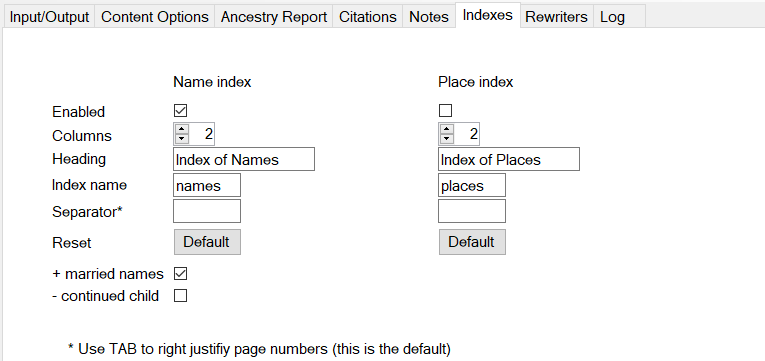 Input/Output Content Options Ancestry Report Citations Notes Indexes Rewriters Log
Name index Place index
Enabled
Columns 2 2
Heading Index of Names Index of Places
Index name names places
Separator*
Reset Default Default
+ married names
- continued child
* Use TAB to right justifiy page numbers (this is the default)